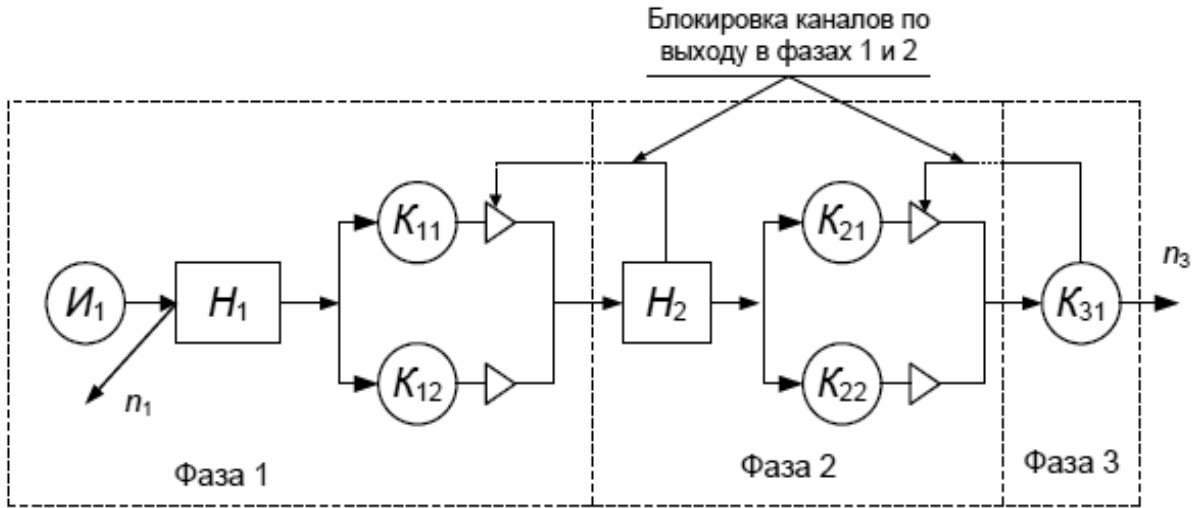 Блокировка каналов по
выходу в фазах 1 и 2
К11
К21
n3
И1
Н1
Н2
К31
К12
К22
n1
Фаза 1
Фаза 2
Фаза 3